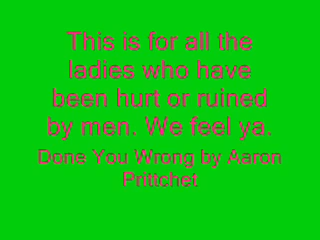 This is for all the
ladies who have
been hurt or ruined
by men. We feel ya.
Done You Wrong by Aaron
Prittchet